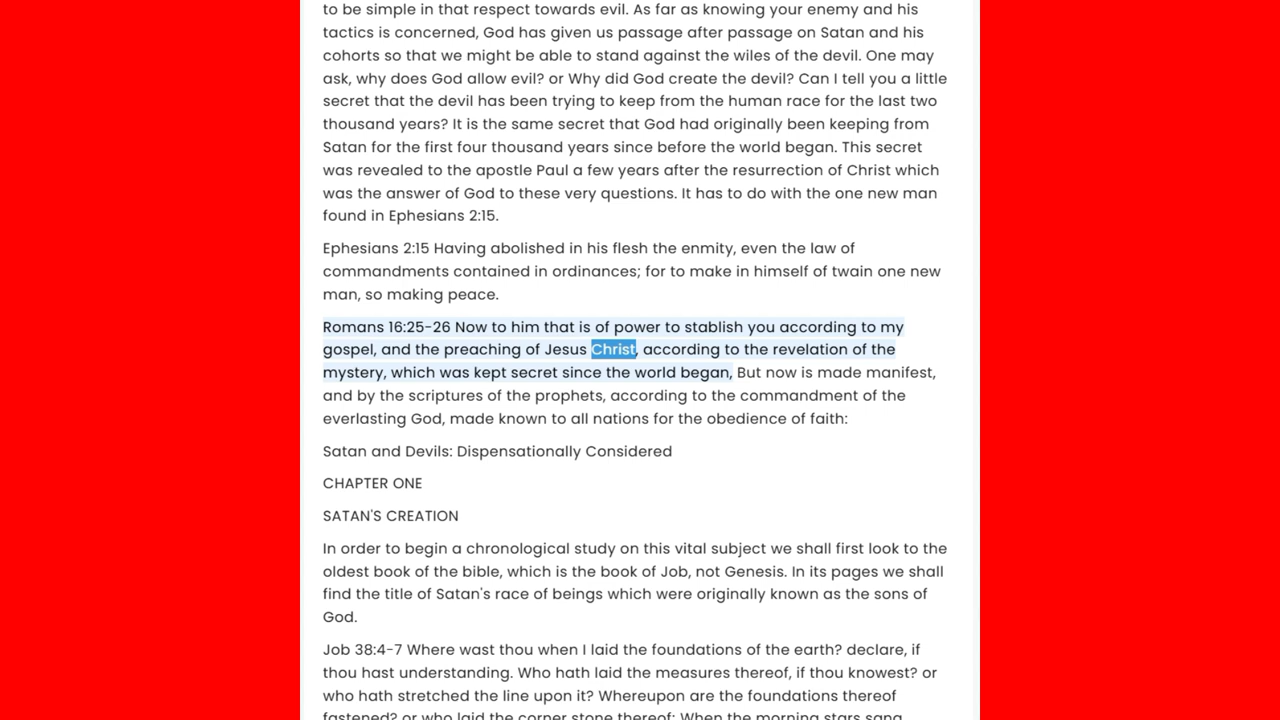 to be simple in that respect towards evil. As far as knowing your enemy and his
tactics is concerned, God has given us passage after passage on Satan and his
cohorts so that we might be able to stand against the wiles of the devil. One may
ask, why does God allow evil? or Why did God create the devil? Can I tell you a little
secret that the devil has been trying to keep from the human race for the last two
thousand years? It is the same secret that God had originally been keeping from
Satan for the first four thousand years since before the world began. This secret
was revealed to the apostle Paul a few years after the resurrection of Christ which
was the answer of God to these very questions. It has to do with the one new man
found in Ephesians 2:15.
Ephesians 2:15 Having abolished in his flesh the enmity, even the law of
commandments contained in ordinances; for to make in himself of twain one new
man, so making peace.
Romans 16:25-26 Now to him that is of power to stablish you according to my
gospel, and the preaching of Jesus Christ, according to the revelation of the
mystery, which was kept secret since the world began, But now is made manifest,
and by the scriptures of the prophets, according to the commandment of the
everlasting God, made known to all nations for the obedience of faith:
Satan and Devils: Dispensationally Considered
CHAPTER ONE
SATAN'S CREATION
In order to begin a chronological study on this vital subject we shall first look to the
oldest book of the bible, which is the book of Job, not Genesis. In its pages we shall
find the title of Satan's race of beings which were originally known as the sons of
God.
Job 38:4-7 Where wast thou when I laid the foundations of the earth? declare, if
thou hast understanding. Who hath laid the measures thereof, if thou knowest? or
who hath stretched the line upon it? Whereupon are the foundations thereof
fastened? or who laid the corner stone thereof; When the morning stars sang